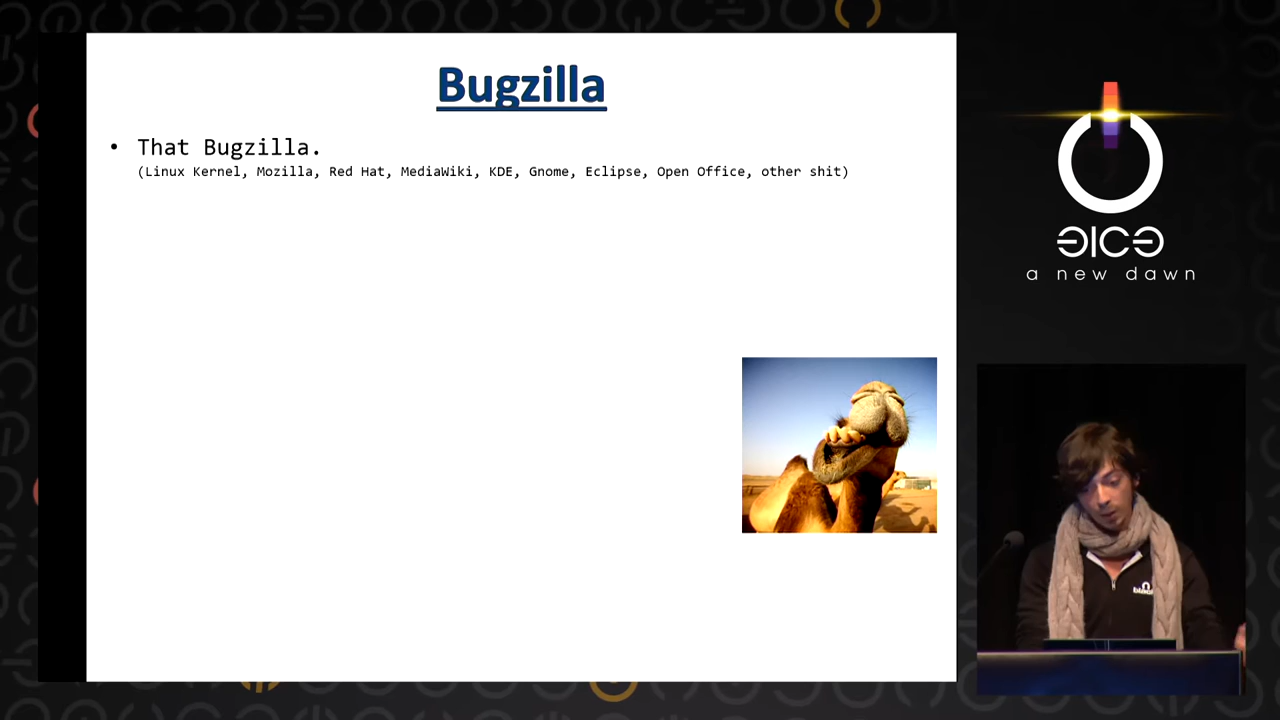 Bugzilla
• That Bugzilla.
(Linux Kernel, Mozilla, Red Hat, MediaWiki, KDE, Gnome, Eclipse, Open Office, other shit)
a new dawn